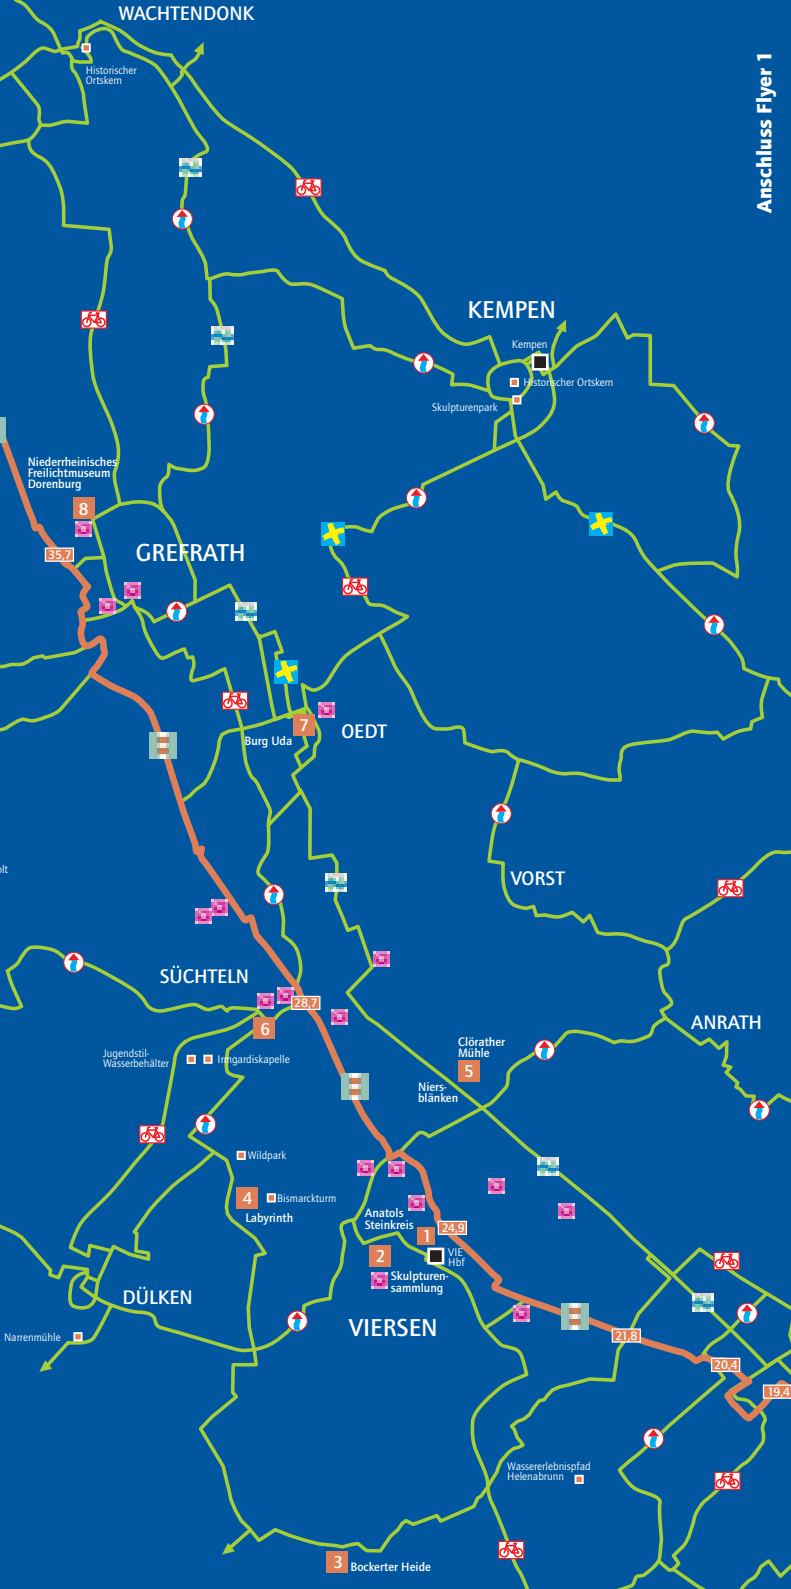 WACHTENDONK
Historischer
Ortskern
Anschluss Flyer 1
KEMPEN
Kempen
Historischer Ortskern
Skulpturenpark
Niederrheinisches
Freilichtmuseum
Dorenburg
8
35,7
GREFRATH
7
Burg Uda
OEDT
VORST
olt
SÜCHTELN
28,7
6
ANRATH
Jugendstil-
Wasserbehälter
Irmgardiskapelle
Clörather
Mühle
5
Niers-
blänken
Wildpark
4
Bismarckturm
Labyrinth
Anatols
Steinkreis
1
24,9
2
VIE
Hbf
Skulpturen-
sammlung
DÜLKEN
Narrenmühle
VIERSEN
21,8
20,4
19,4
Wassererlebnispfad
Helenabrunn
3
Bockerter Heide